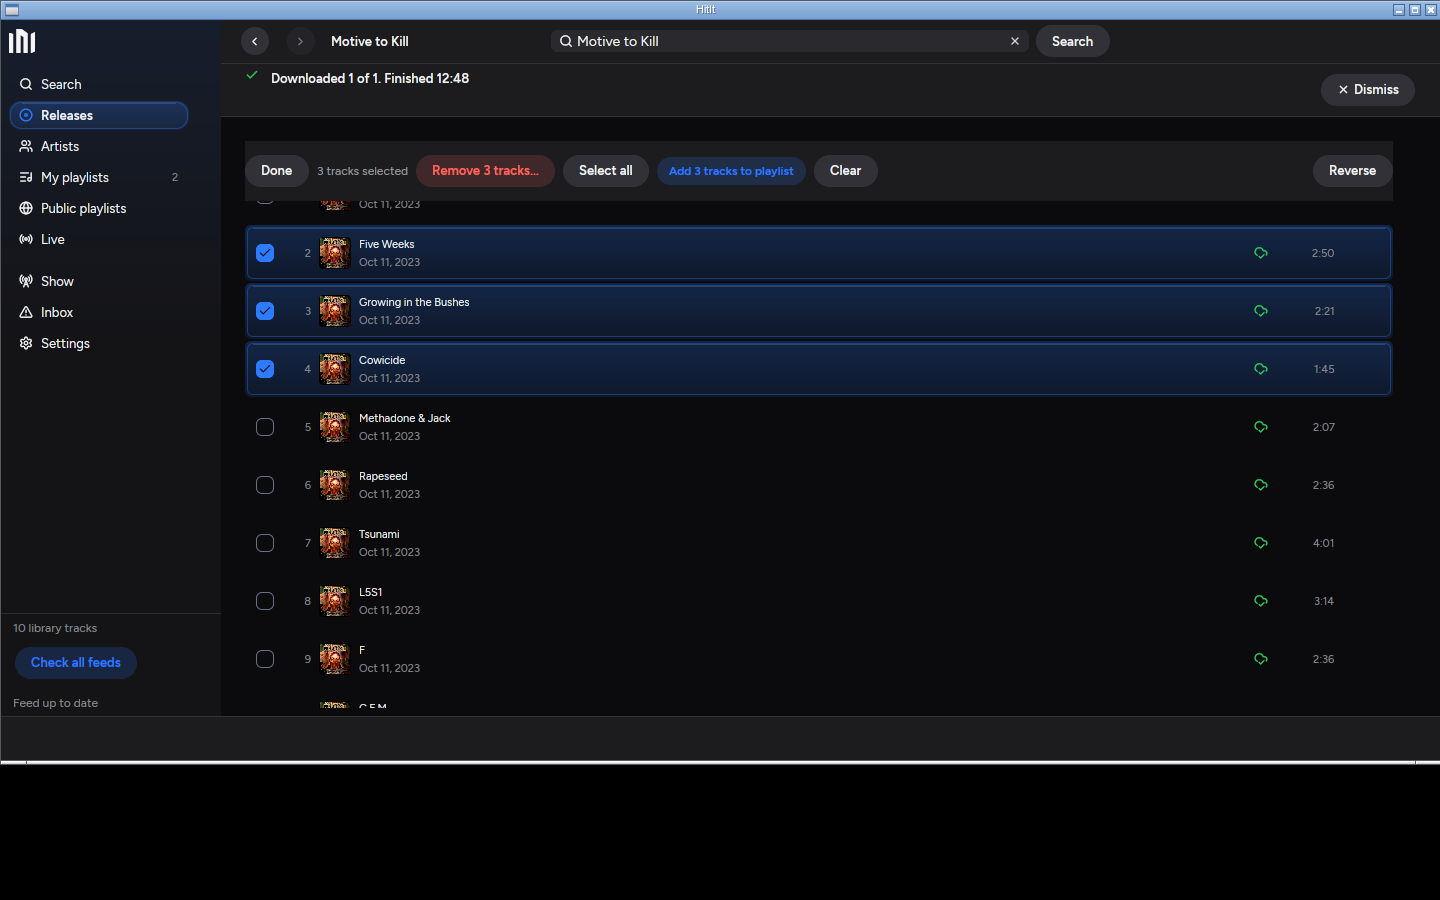 HitIt
Motive to Kill
Motive to Kill
Search
Search
Downloaded 1 of 1. Finished 12:48
Dismiss
Releases
Artists
My playlists 2
Public playlists
Live
Show
Inbox
Settings
10 library tracks
Check all feeds
Feed up to date
Done
3 tracks selected
Remove 3 tracks...
Select all
Add 3 tracks to playlist
Clear
Reverse
Oct 11, 2023
2 Five Weeks 2:50
Oct 11, 2023
3 Growing in the Bushes 2:21
Oct 11, 2023
4 Cowicide 1:45
Oct 11, 2023
5 Methadone & Jack 2:07
Oct 11, 2023
6 Rapeseed 2:36
Oct 11, 2023
7 Tsunami 4:01
Oct 11, 2023
8 L5S1 3:14
Oct 11, 2023
9 F 2:36
Oct 11, 2023